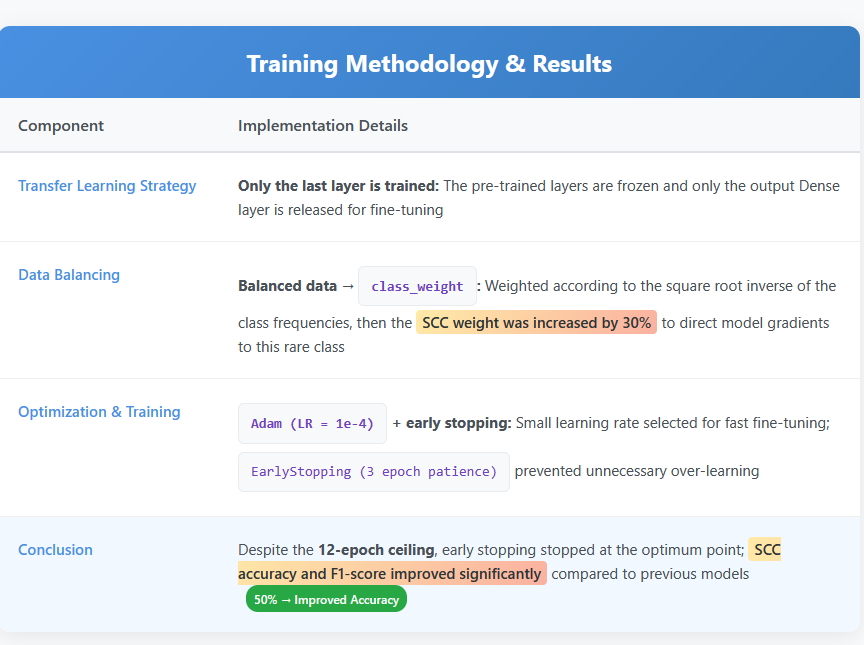 Training Methodology & Results
Component
Implementation Details
Transfer Learning Strategy
Only the last layer is trained: The pre-trained layers are frozen and only the output Dense
layer is released for fine-tuning
Data Balancing
Balanced data → class_weight : Weighted according to the square root inverse of the
class frequencies, then the SCC weight was increased by 30% to direct model gradients
to this rare class
Optimization & Training
Adam (LR = 1e-4) + early stopping: Small learning rate selected for fast fine-tuning;
EarlyStopping (3 epoch patience) prevented unnecessary over-learning
Conclusion
Despite the 12-epoch ceiling, early stopping stopped at the optimum point; SCC
accuracy and F1-score improved significantly compared to previous models
50% → Improved Accuracy